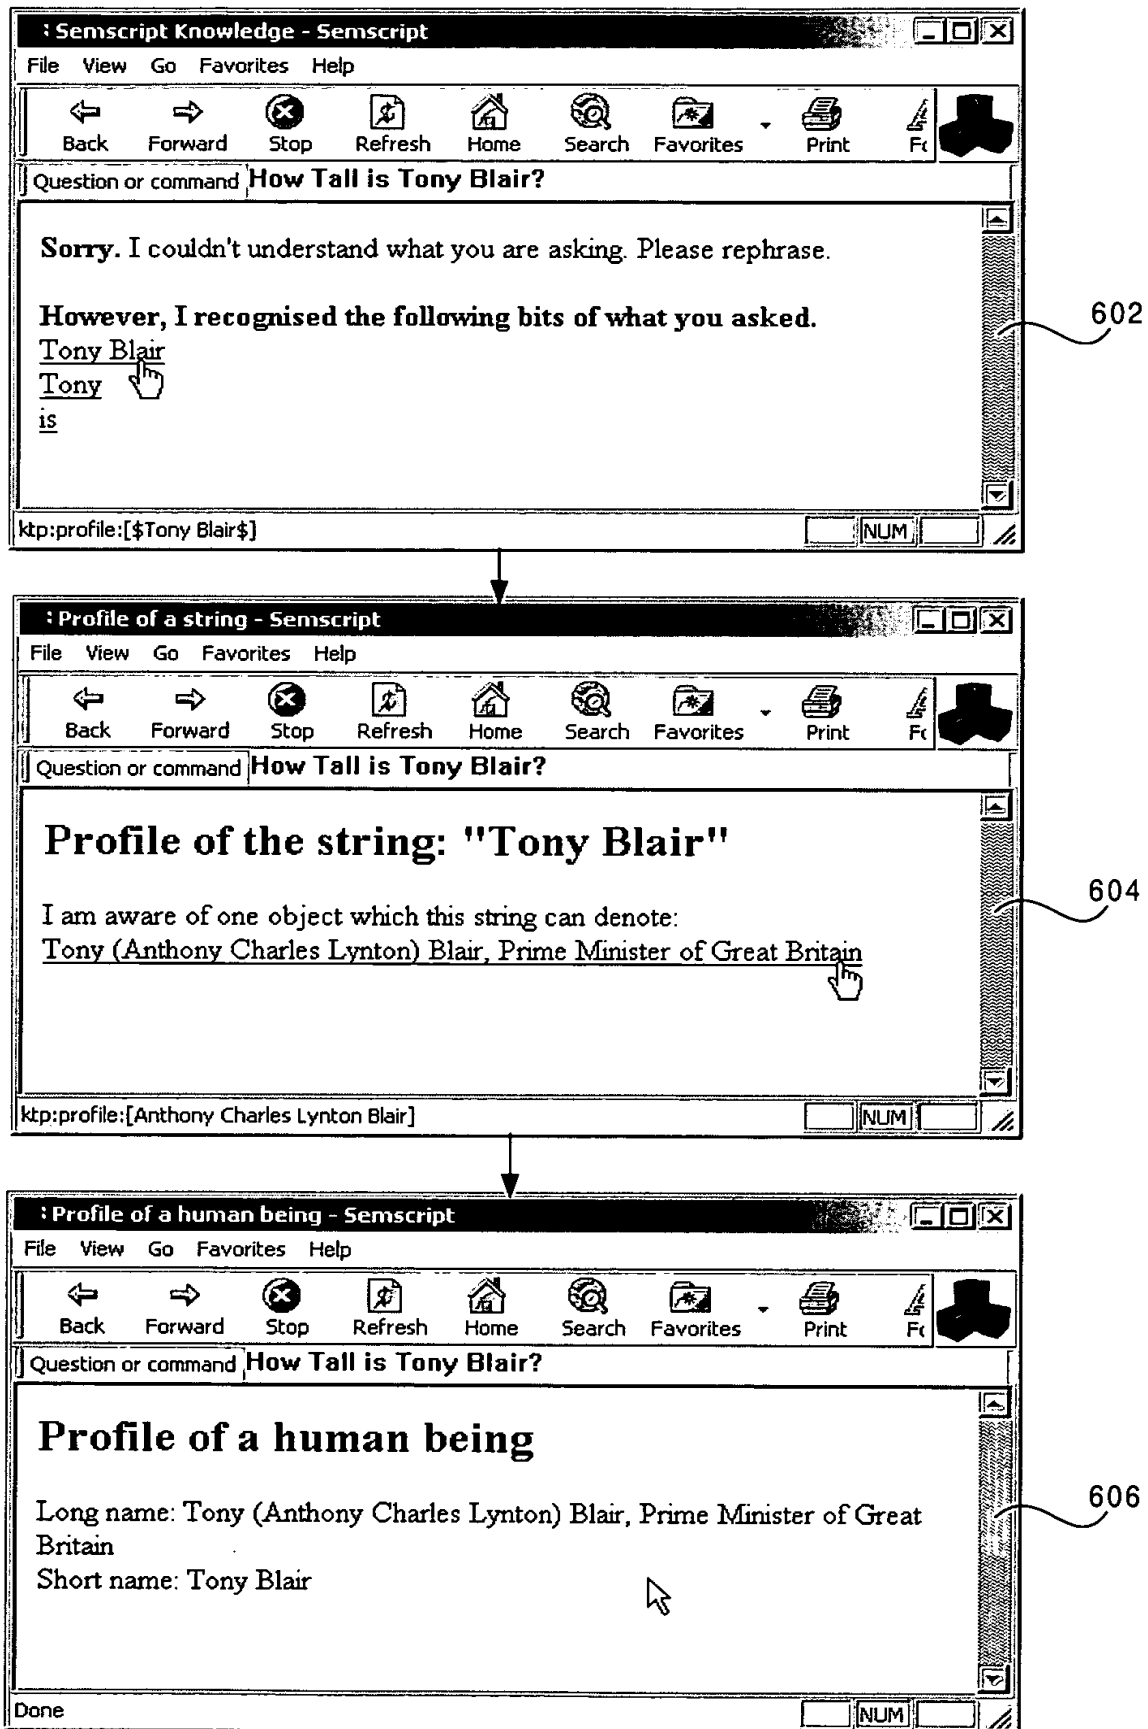 : Semscript Knowledge - Semscript
File View Go Favorites Help
Back Forward Stop Refresh Home Search Favorites Print
Question or command How Tall is Tony Blair?
Sorry. I couldn't understand what you are asking. Please rephrase.
However, I recognised the following bits of what you asked.
Tony Blair
Tony
is
602
ktp:profile:[$Tony Blair$] NUM
: Profile of a string - Semscript
File View Go Favorites Help
Back Forward Stop Refresh Home Search Favorites Print
Question or command How Tall is Tony Blair?
Profile of the string: "Tony Blair"
I am aware of one object which this string can denote:
Tony (Anthony Charles Lynton) Blair, Prime Minister of Great Britain
604
ktp:profile:[Anthony Charles Lynton Blair] NUM
: Profile of a human being - Semscript
File View Go Favorites Help
Back Forward Stop Refresh Home Search Favorites Print
Question or command How Tall is Tony Blair?
Profile of a human being
Long name: Tony (Anthony Charles Lynton) Blair, Prime Minister of Great
Britain
Short name: Tony Blair
606
Done NUM